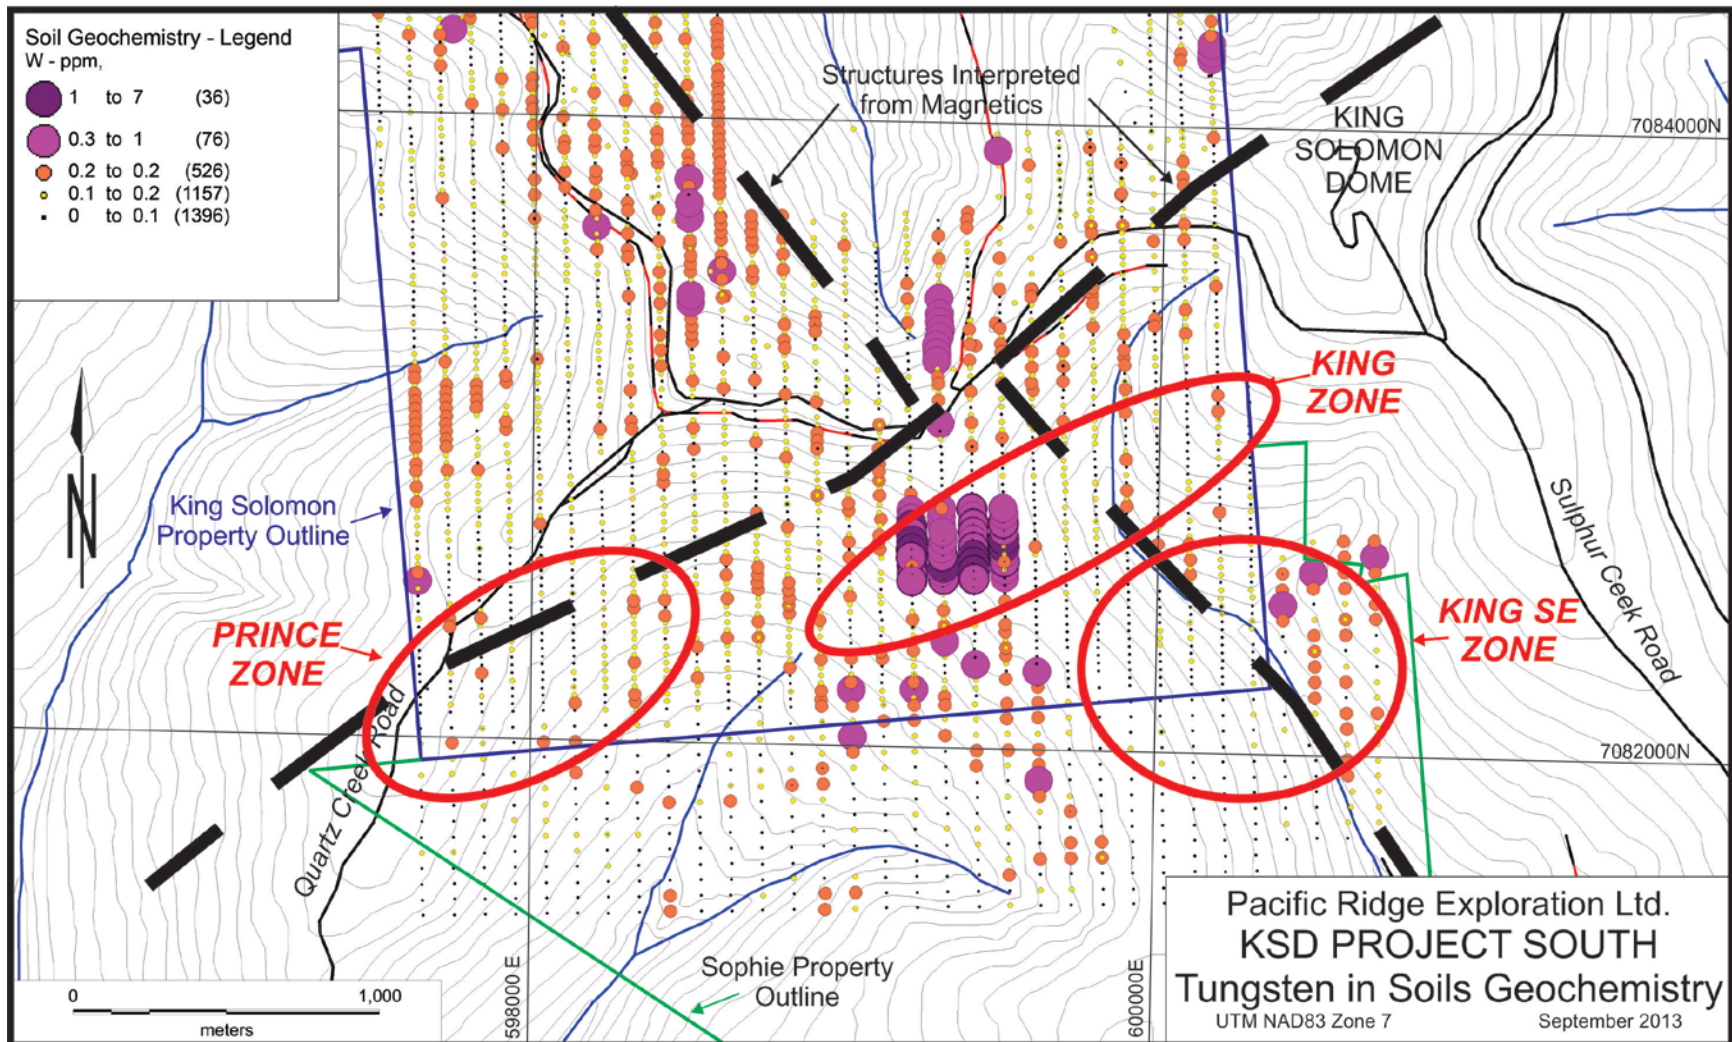 Soil Geochemistry - Legend
W - ppm,
1 to 7 (36)
0.3 to 1 (76)
0.2 to 0.2 (526)
0.1 to 0.2 (1157)
0 to 0.1 (1396)
Structures Interpreted
from Magnetics
KING
SOLOMON
DOME
7084000N
KING
ZONE
King Solomon
Property Outline
N
Sulphur Ceek Road
PRINCE
ZONE
KING SE
ZONE
7082000N
Quartz Creek Road
Sophie Property
Outline
598000 E
600000E
0 1,000
meters
Pacific Ridge Exploration Ltd.
KSD PROJECT SOUTH
Tungsten in Soils Geochemistry
UTM NAD83 Zone 7 September 2013